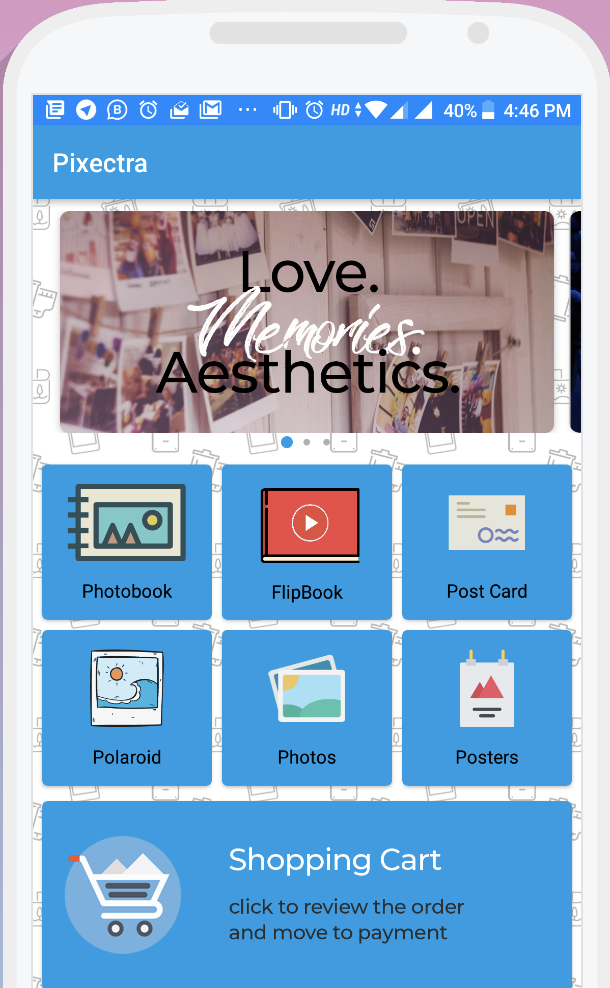 HD 40% 4:46 PM
Pixectra
OPEN
Love.
Memories.
Aesthetics.
Photobook
FlipBook
Post Card
Polaroid
Photos
Posters
Shopping Cart
click to review the order
and move to payment